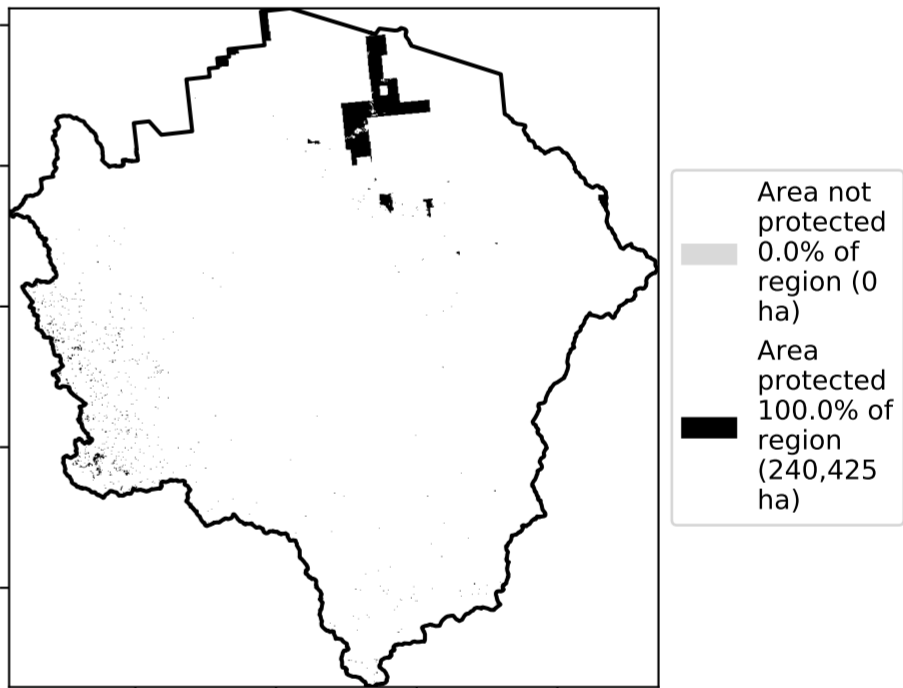 Area not
protected
0.0% of
region (0
ha)
Area
protected
100.0% of
region
(240,425
ha)